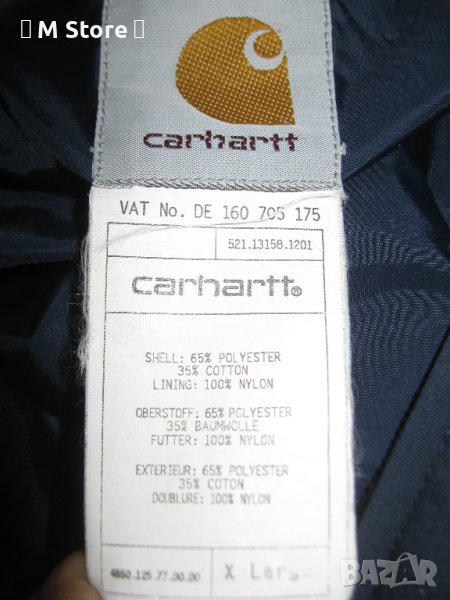 M Store
carhartt
VAT No. DE 160 705 175
521.13158.1201
carhartt®
SHELL: 65% POLYESTER
35% COTTON
LINING: 100% NYLON
OBERSTOFF: 65% POLYESTER
35% BAUMWOLLE
FUTTER: 100% NYLON
EXTERIEUR: 65% POLYESTER
35% COTON
DOUBLURE: 100% NYLON
4850.125.77.00.00
X Large
BAZAR